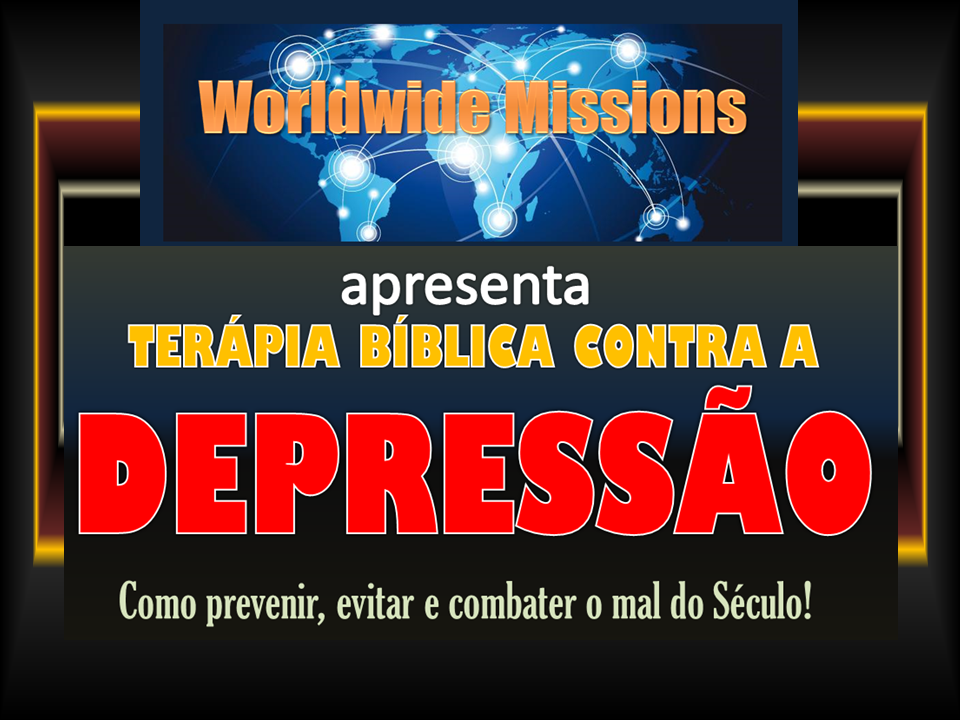 Worldwide Missions
apresenta
TERÁPIA BÍBLICA CONTRA A
DEPRESSÃO
Como prevenir, evitar e combater o mal do Século!